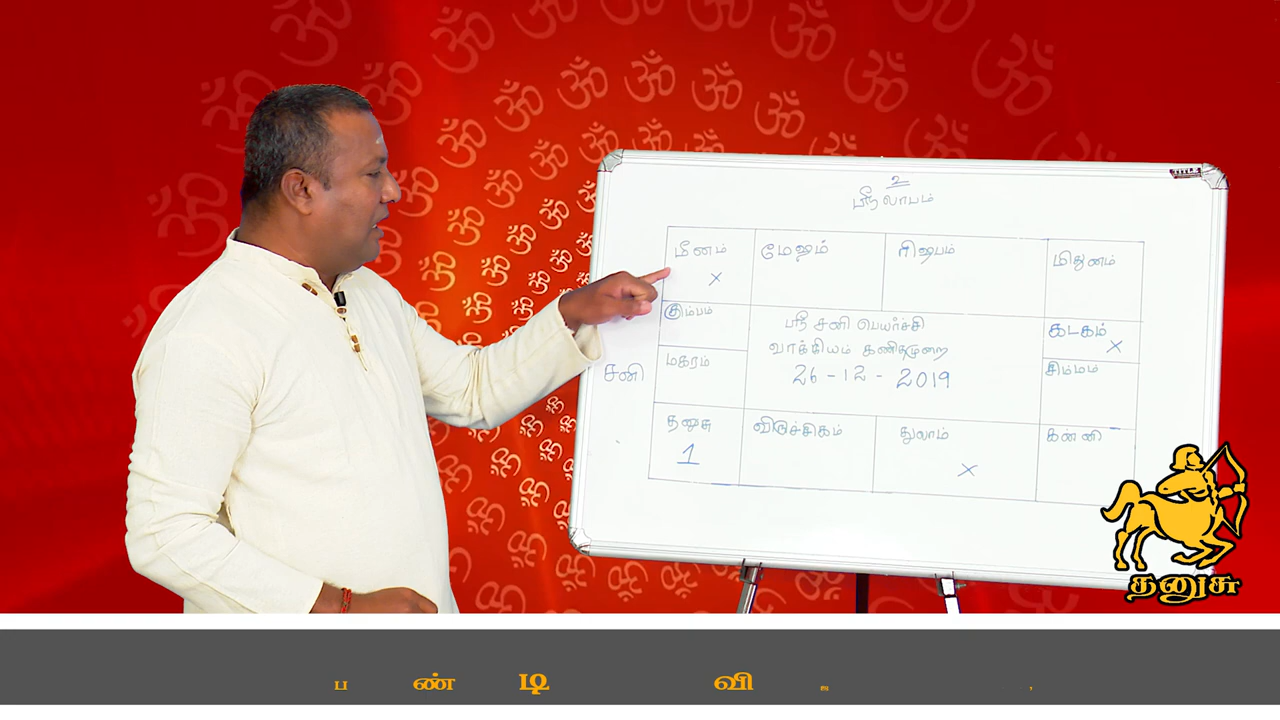 உ
ஸ்ரீ லாபம்
மீனம் மேஷம் ரிஷபம் மிதுனம்
X
கும்பம் ஸ்ரீ சனி பெயர்ச்சி கடகம்
வாக்கியம் கணிதமுறை X
சனி மகரம் 26 - 12 - 2019 சிம்மம்
தனுசு விருச்சிகம் துலாம் கன்னி
1 X
தனுசு
ப ண் டி வி ஜ ,